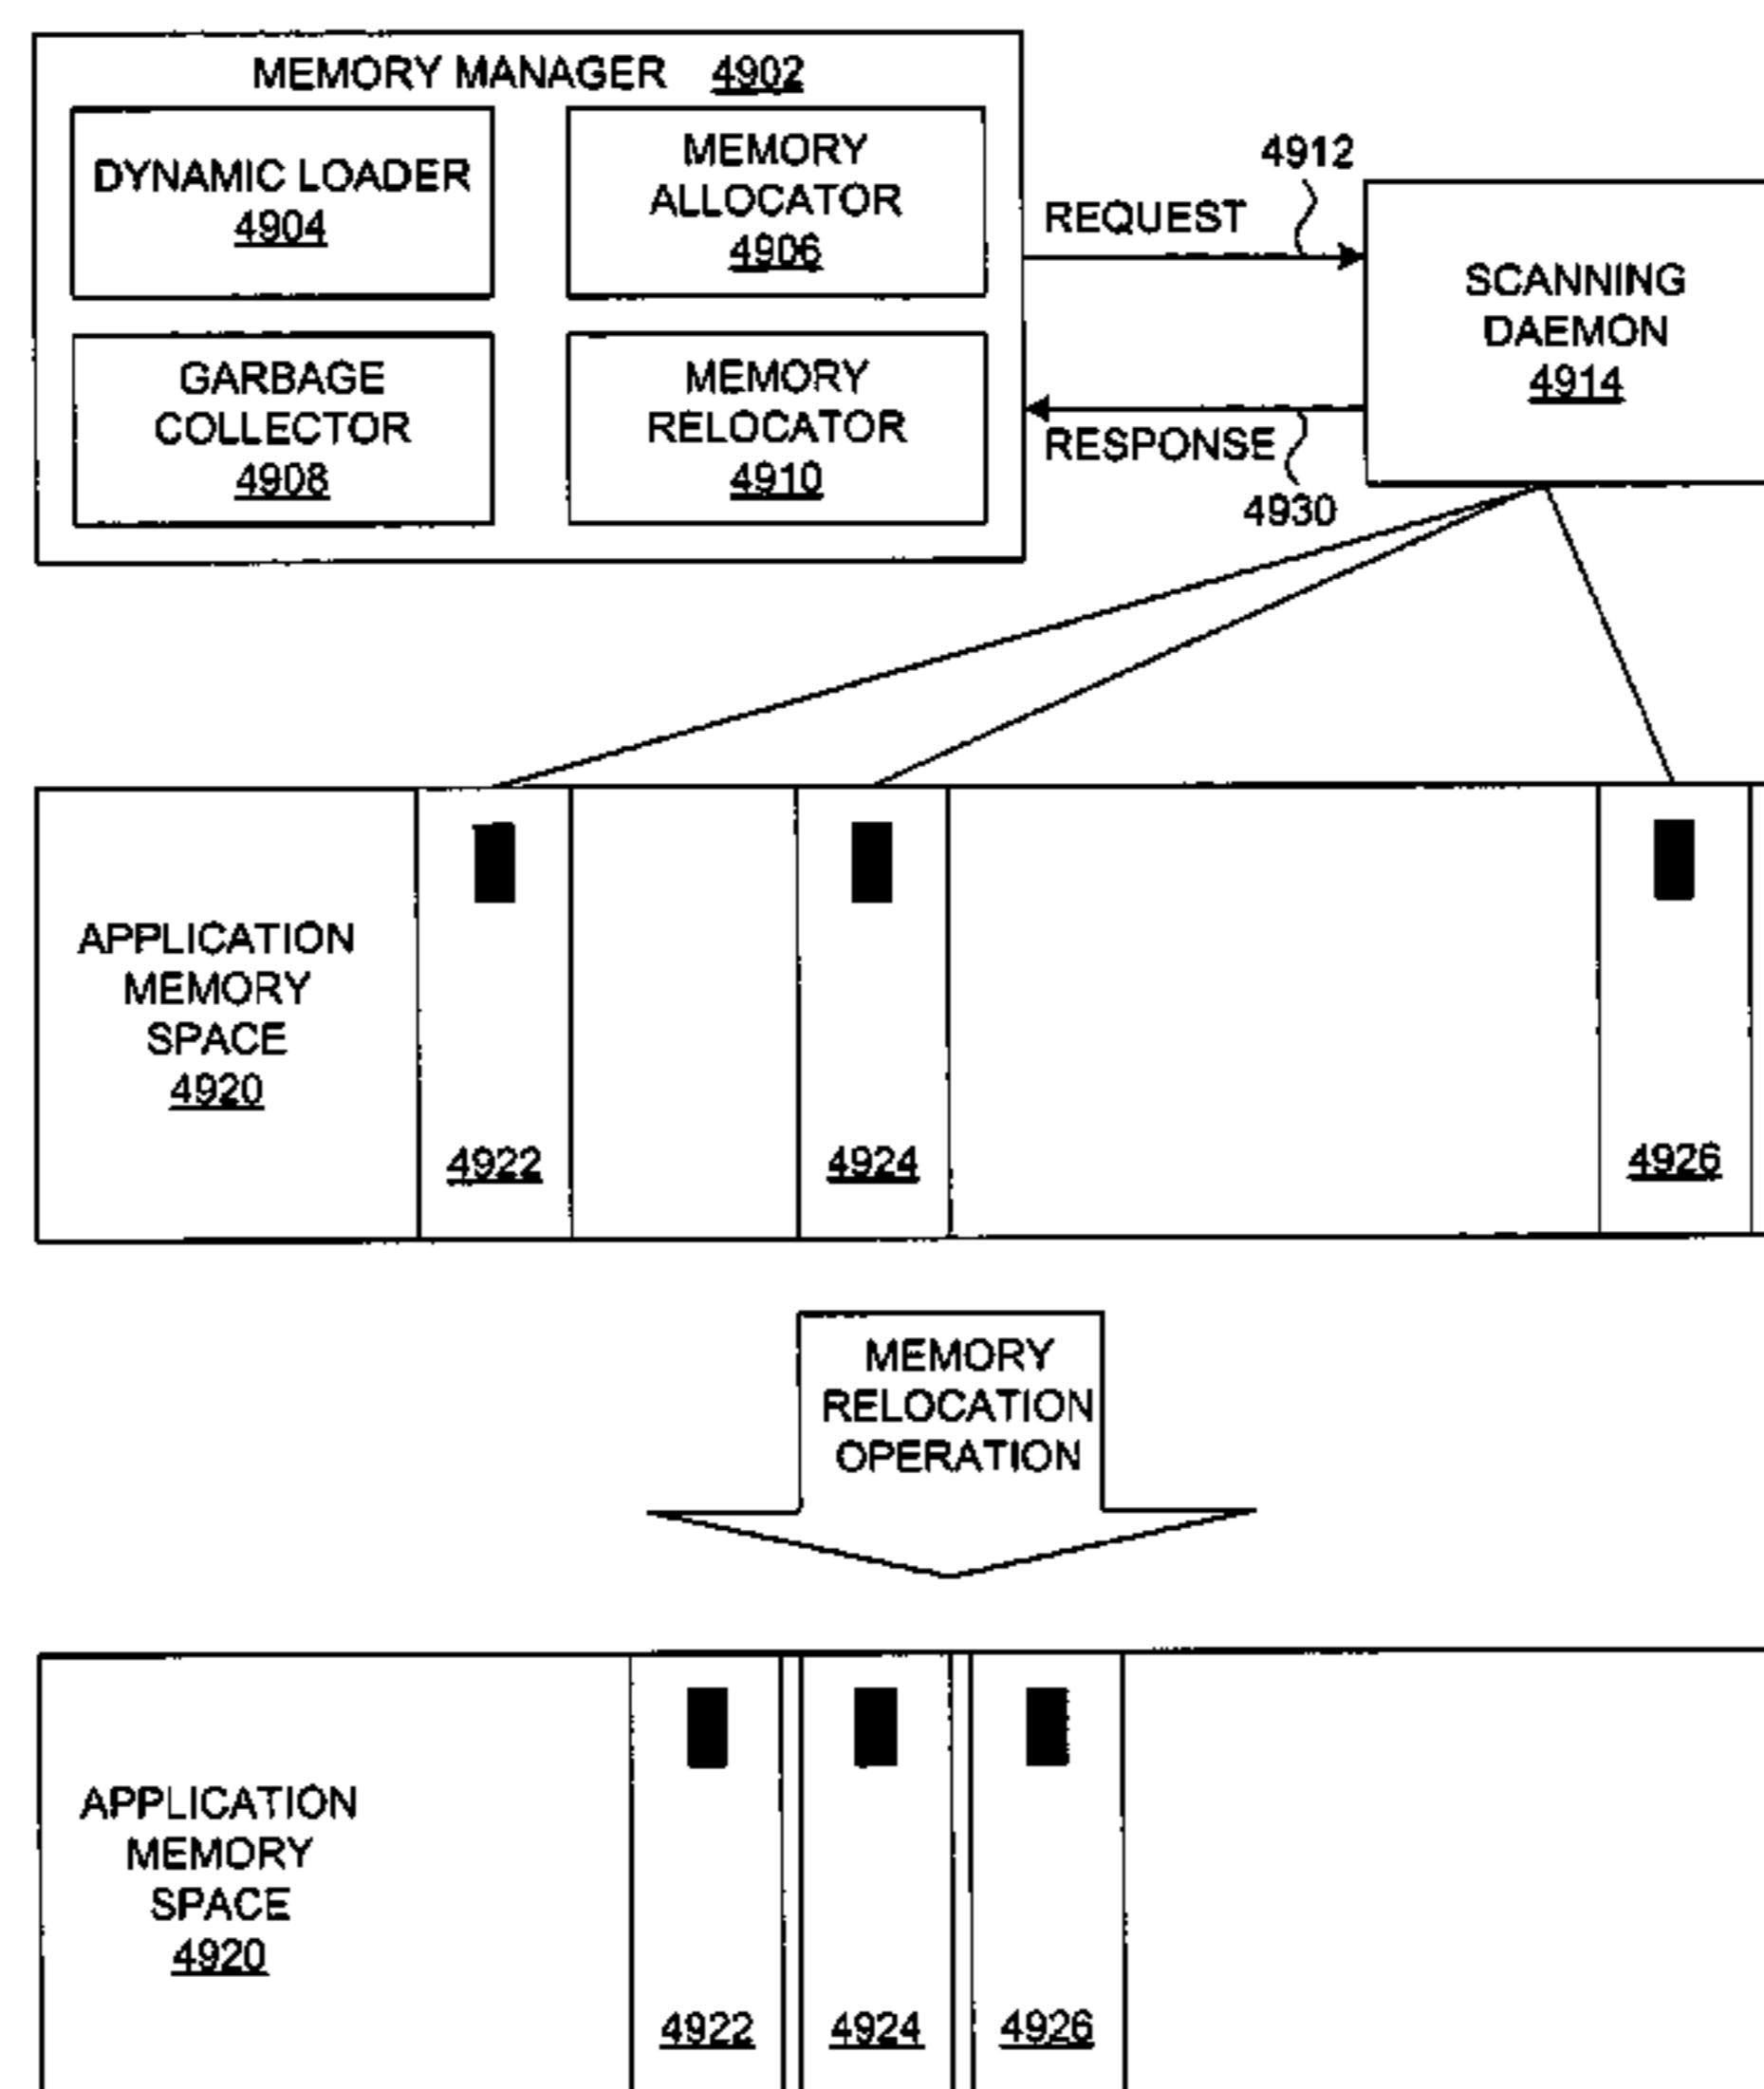 MEMORY MANAGER 4902
DYNAMIC LOADER
4904
MEMORY
ALLOCATOR
4906
GARBAGE
COLLECTOR
4908
MEMORY
RELOCATOR
4910
4912
REQUEST
RESPONSE
4930
SCANNING
DAEMON
4914
APPLICATION
MEMORY
SPACE
4920
4922
4924
4926
MEMORY
RELOCATION
OPERATION
APPLICATION
MEMORY
SPACE
4920
4922
4924
4926